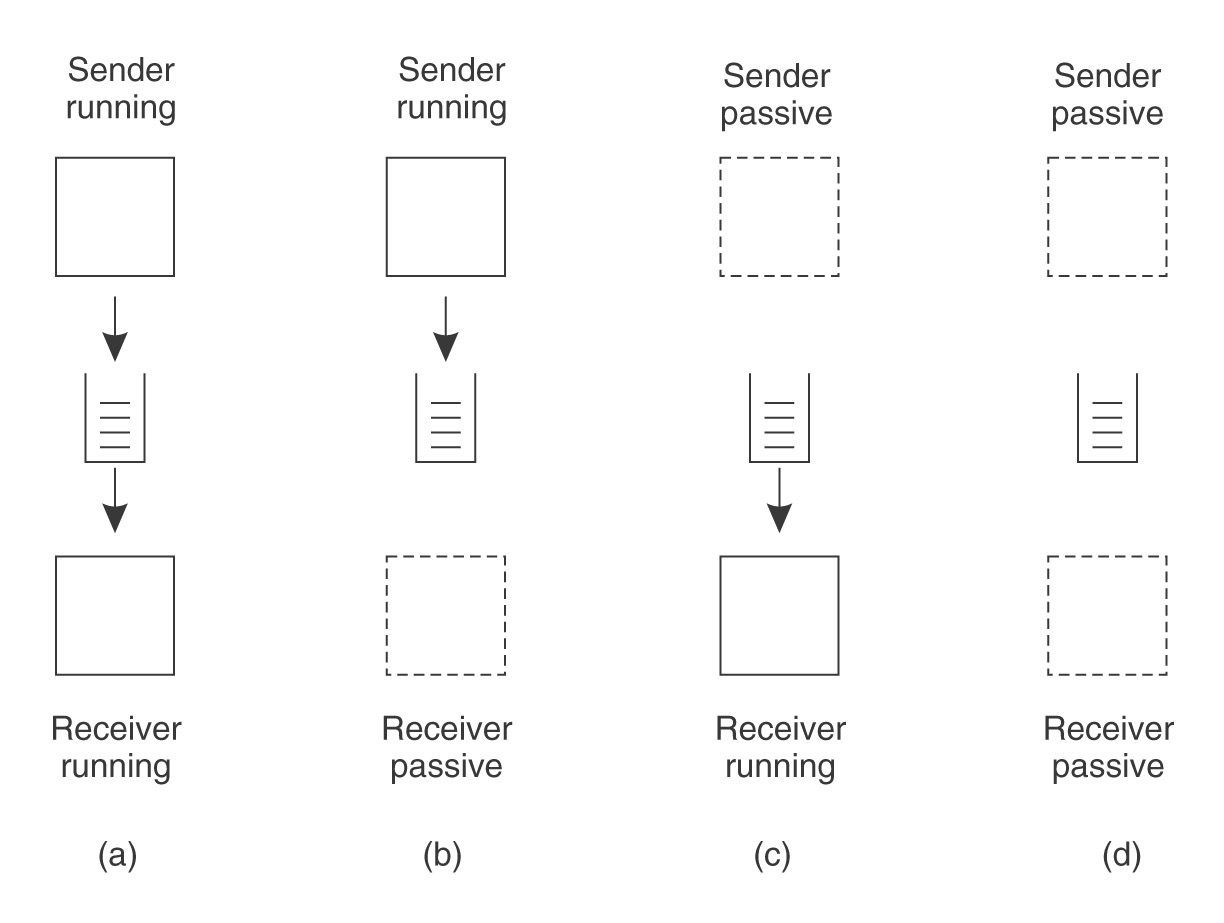 Sender
running
Sender
running
Sender
passive
Sender
passive
Receiver
running
Receiver
passive
Receiver
running
Receiver
passive
(a)
(b)
(c)
(d)